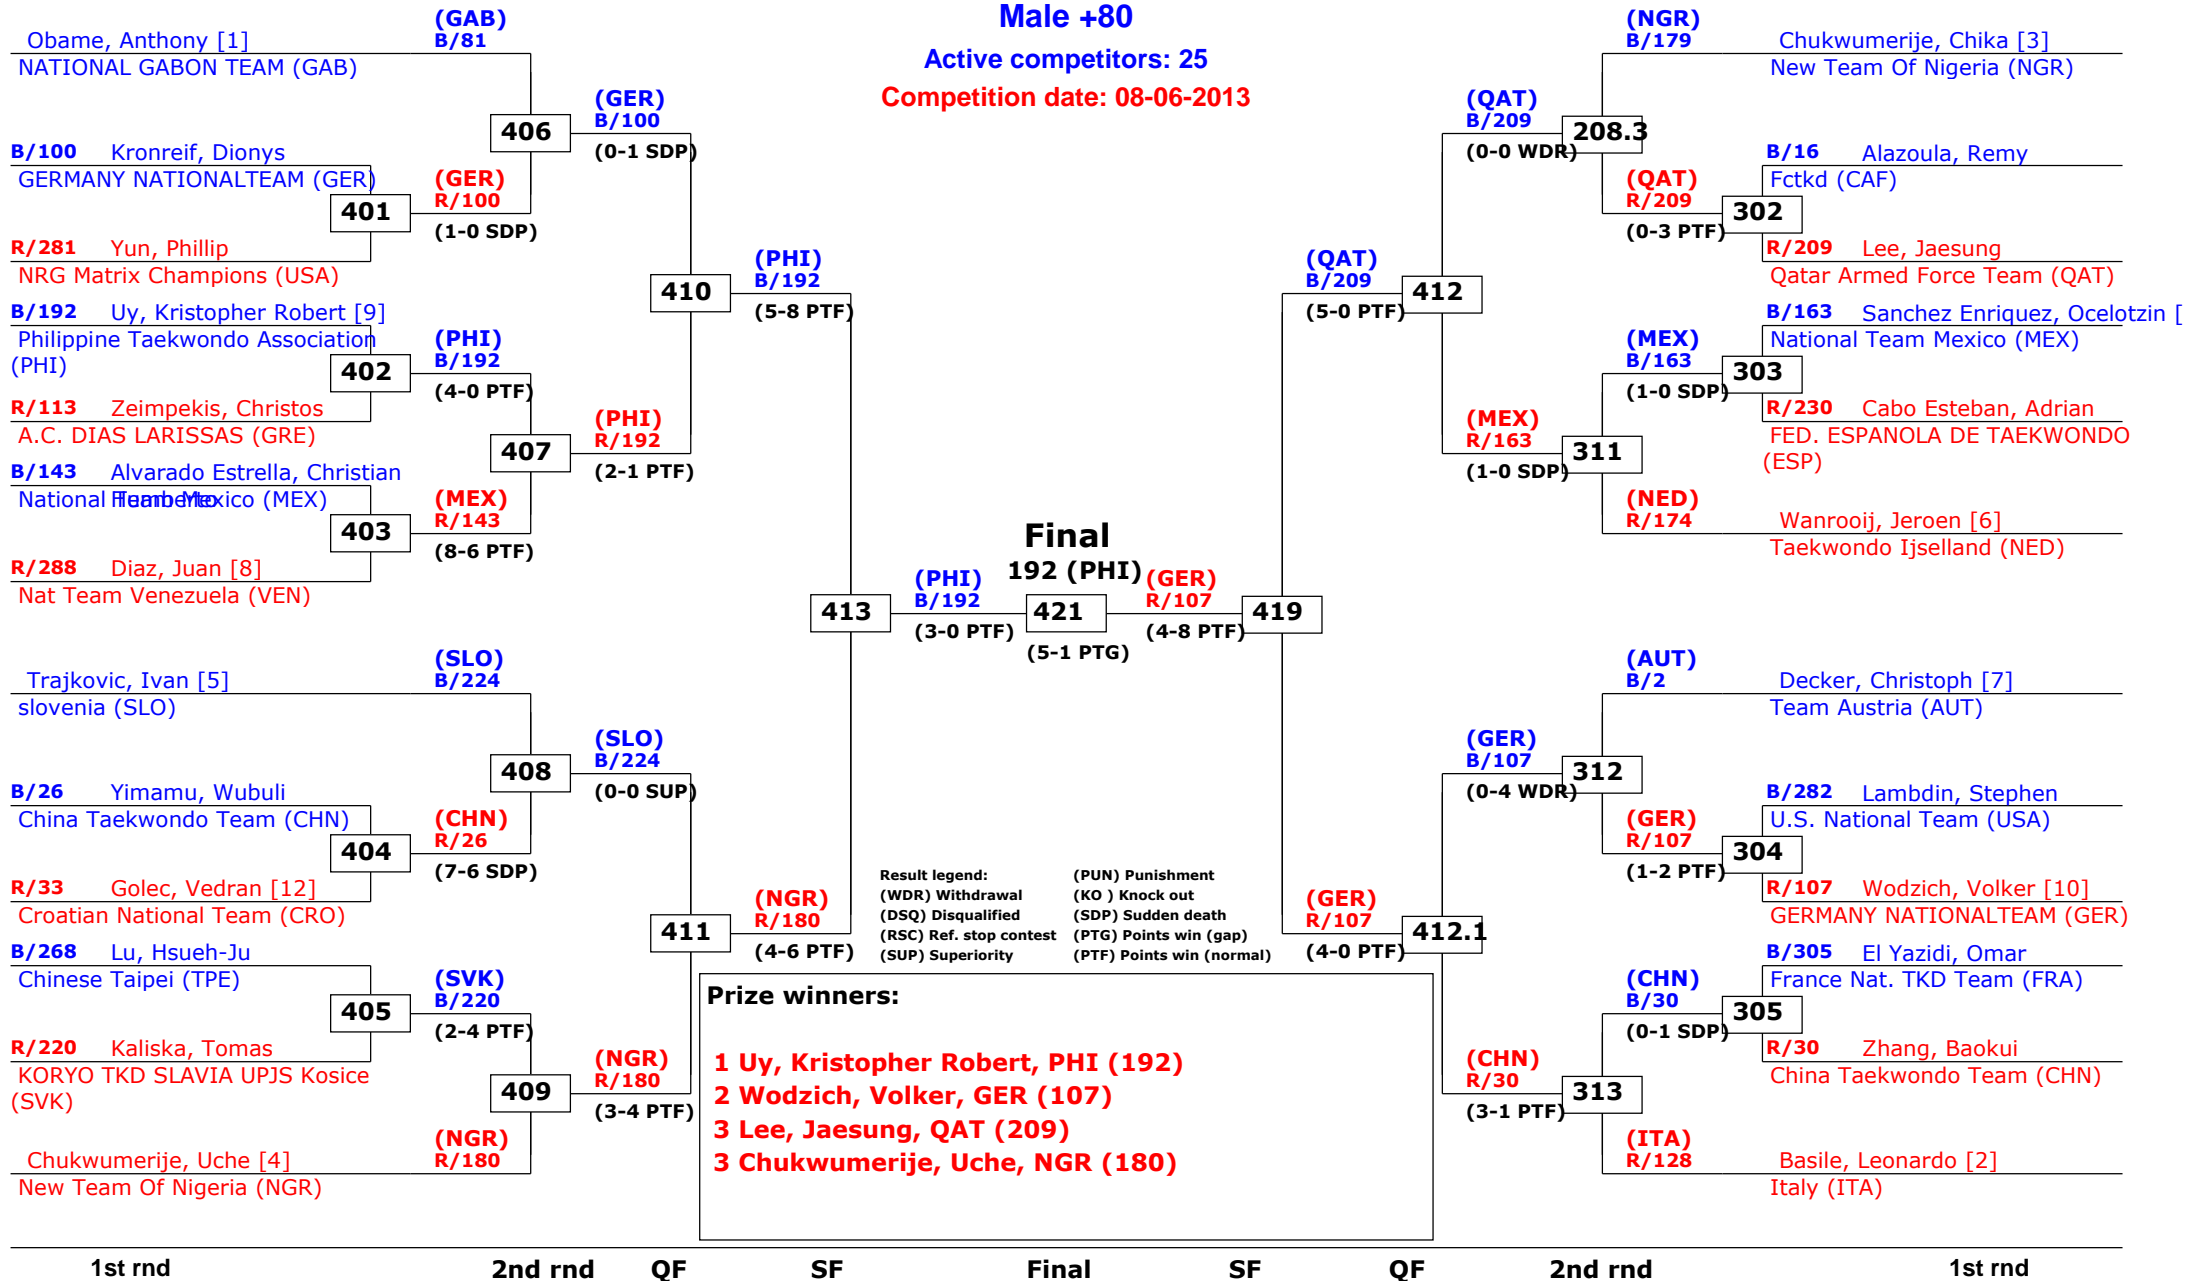 Male +80
Active competitors: 25
Competition date: 08-06-2013
Obame, Anthony [1]
NATIONAL GABON TEAM (GAB)
(GAB)
B/81
B/100 Kronreif, Dionys
GERMANY NATIONALTEAM (GER)
R/281 Yun, Phillip
NRG Matrix Champions (USA)
401
(GER)
R/100
(1-0 SDP)
406
(GER)
B/100
(0-1 SDP)
B/192 Uy, Kristopher Robert [9]
Philippine Taekwondo Association
(PHI)
R/113 Zeimpekis, Christos
A.C. DIAS LARISSAS (GRE)
402
(PHI)
B/192
(4-0 PTF)
B/143 Alvarado Estrella, Christian
Humberto
National Team Mexico (MEX)
R/288 Diaz, Juan [8]
Nat Team Venezuela (VEN)
403
(MEX)
R/143
(8-6 PTF)
407
(PHI)
R/192
(2-1 PTF)
410
(PHI)
B/192
(5-8 PTF)
Trajkovic, Ivan [5]
slovenia (SLO)
(SLO)
B/224
B/26 Yimamu, Wubuli
China Taekwondo Team (CHN)
R/33 Golec, Vedran [12]
Croatian National Team (CRO)
404
(CHN)
R/26
(7-6 SDP)
408
(SLO)
B/224
(0-0 SUP)
B/268 Lu, Hsueh-Ju
Chinese Taipei (TPE)
R/220 Kaliska, Tomas
KORYO TKD SLAVIA UPJS Kosice
(SVK)
405
(SVK)
B/220
(2-4 PTF)
Chukwumerije, Uche [4]
New Team Of Nigeria (NGR)
(NGR)
R/180
409
(NGR)
R/180
(3-4 PTF)
411
(NGR)
R/180
(4-6 PTF)
413
(PHI)
B/192
(3-0 PTF)
Final
192 (PHI)
421
(5-1 PTG)
(GER)
R/107
(4-8 PTF)
419
(QAT)
B/209
(5-0 PTF)
412
(QAT)
B/209
(0-0 WDR)
208.3
(NGR)
B/179
Chukwumerije, Chika [3]
New Team Of Nigeria (NGR)
(QAT)
R/209
(0-3 PTF)
302
B/16 Alazoula, Remy
Fctkd (CAF)
R/209 Lee, Jaesung
Qatar Armed Force Team (QAT)
(MEX)
R/163
(1-0 SDP)
311
(MEX)
B/163
(1-0 SDP)
303
B/163 Sanchez Enriquez, Ocelotzin [
National Team Mexico (MEX)
R/230 Cabo Esteban, Adrian
FED. ESPANOLA DE TAEKWONDO
(ESP)
(NED)
R/174
Wanrooij, Jeroen [6]
Taekwondo Ijselland (NED)
(GER)
R/107
(4-0 PTF)
412.1
(GER)
B/107
(0-4 WDR)
312
(AUT)
B/2
Decker, Christoph [7]
Team Austria (AUT)
(GER)
R/107
(1-2 PTF)
304
B/282 Lambdin, Stephen
U.S. National Team (USA)
R/107 Wodzich, Volker [10]
GERMANY NATIONALTEAM (GER)
(CHN)
R/30
(3-1 PTF)
313
(CHN)
B/30
(0-1 SDP)
305
B/305 El Yazidi, Omar
France Nat. TKD Team (FRA)
R/30 Zhang, Baokui
China Taekwondo Team (CHN)
(ITA)
R/128
Basile, Leonardo [2]
Italy (ITA)
Result legend: (PUN) Punishment
(WDR) Withdrawal (KO ) Knock out
(DSQ) Disqualified (SDP) Sudden death
(RSC) Ref. stop contest (PTG) Points win (gap)
(SUP) Superiority (PTF) Points win (normal)
Prize winners:
1 Uy, Kristopher Robert, PHI (192)
2 Wodzich, Volker, GER (107)
3 Lee, Jaesung, QAT (209)
3 Chukwumerije, Uche, NGR (180)
1st rnd 2nd rnd QF SF Final SF QF 2nd rnd 1st rnd